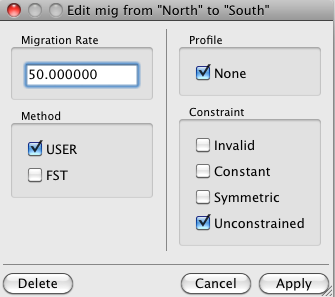 Edit mig from "North" to "South"
Migration Rate
50.000000
Method
USER
FST
Profile
None
Constraint
Invalid
Constant
Symmetric
Unconstrained
Delete
Cancel
Apply